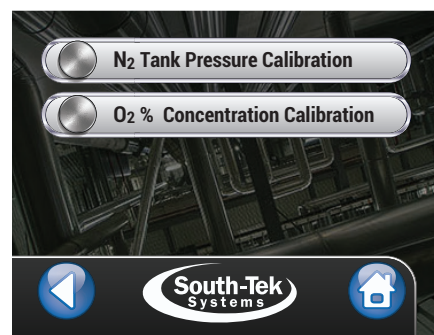 N2 Tank Pressure Calibration
O2 % Concentration Calibration
South-Tek
Systems